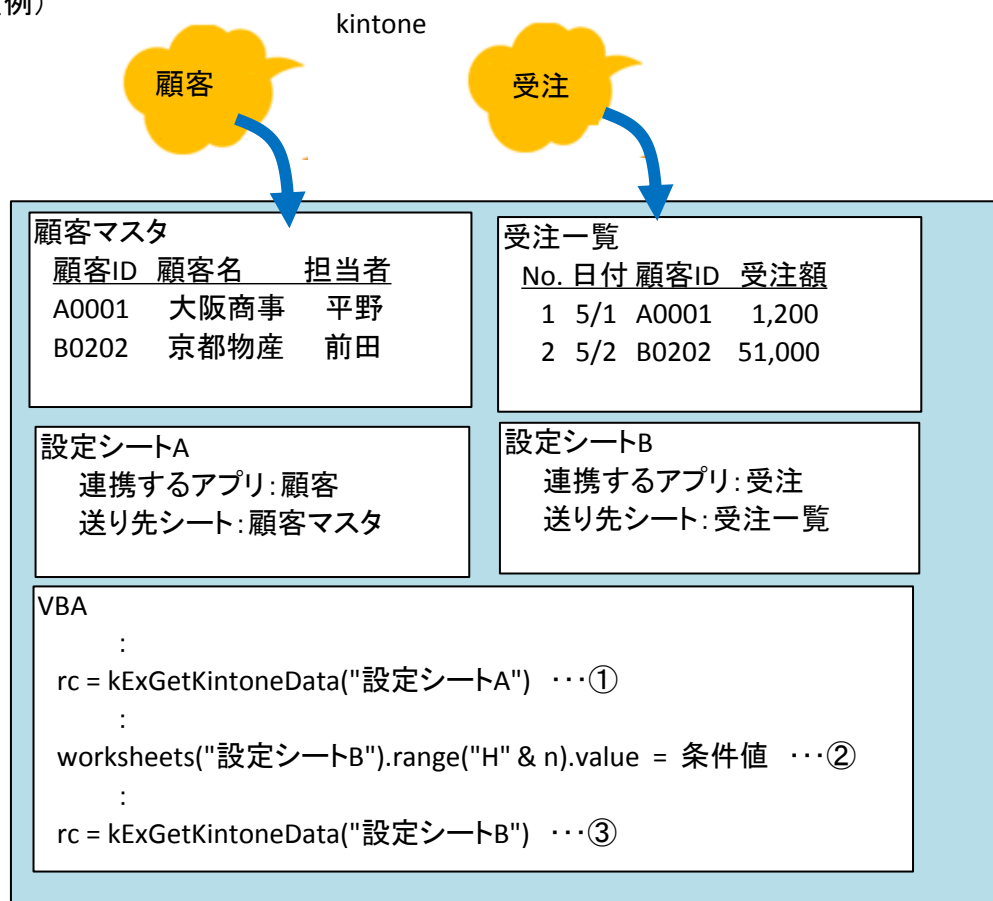 例）
kintone
顧客
受注
顧客マスタ
顧客ID 顧客名 担当者
A0001 大阪商事 平野
B0202 京都物産 前田
受注一覧
No. 日付 顧客ID 受注額
1 5/1 A0001 1,200
2 5/2 B0202 51,000
設定シートA
連携するアプリ：顧客
送り先シート：顧客マスタ
設定シートB
連携するアプリ：受注
送り先シート：受注一覧
VBA
：
rc = kExGetKintoneData("設定シートA") ・・・①
：
worksheets("設定シートB").range("H" & n).value = 条件値 ・・・②
：
rc = kExGetKintoneData("設定シートB") ・・・③